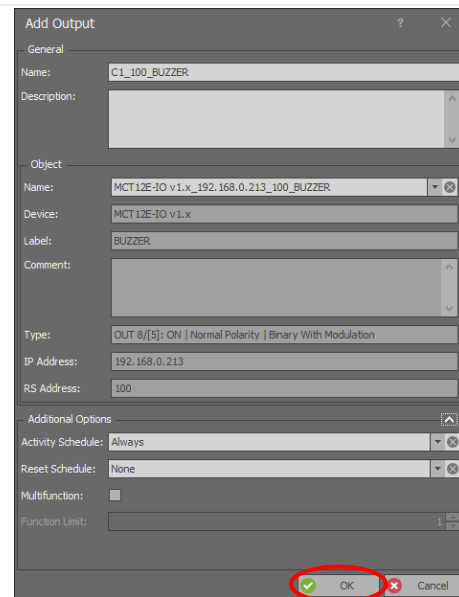 Add Output
General
Name: C1_100_BUZZER
Description:
Object
Name: MCT12E-IO v1.x_192.168.0.213_100_BUZZER
Device: MCT12E-IO v1.x
Label: BUZZER
Comment:
Type: OUT 8/[5]: ON | Normal Polarity | Binary With Modulation
IP Address: 192.168.0.213
RS Address: 100
Additional Options
Activity Schedule: Always
Reset Schedule: None
Multifunction:
Function Limit: 1
OK Cancel